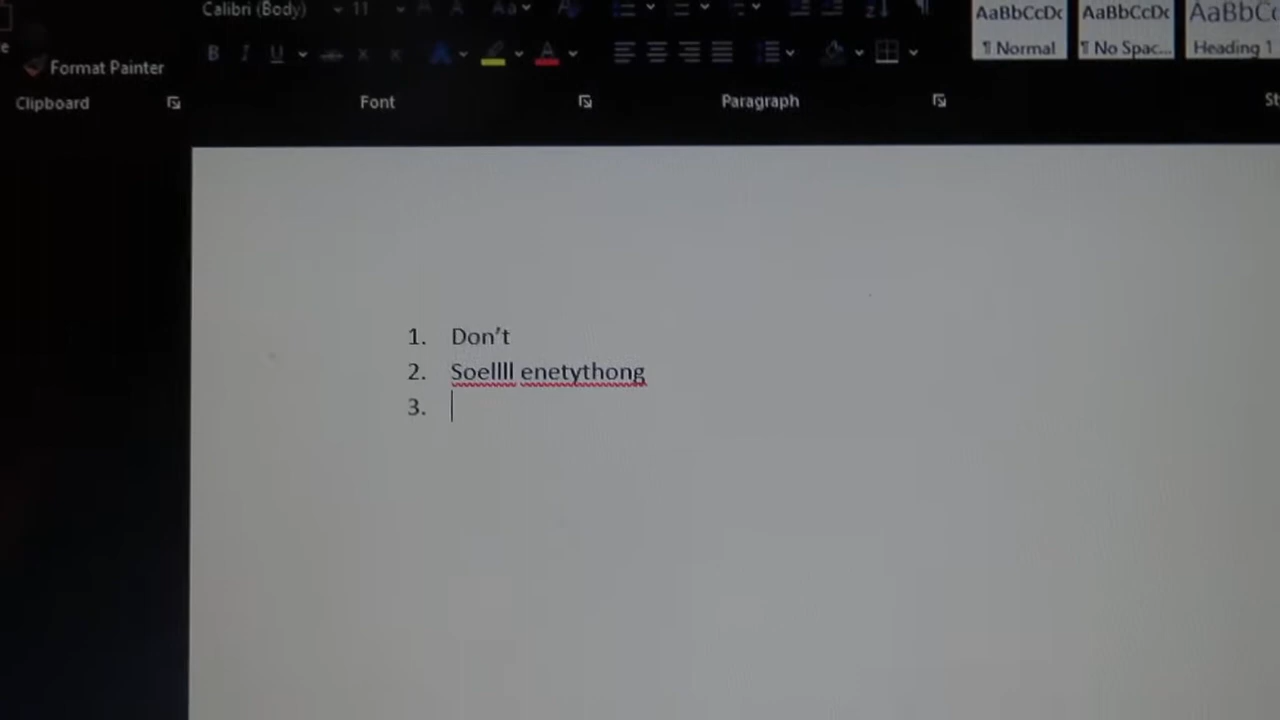 Calibri (Body) 11
B I U
Format Painter
Clipboard Font Paragraph
AaBbCcDc AaBbCcDc AaBbC
¶ Normal ¶ No Spac... Heading 1
1. Don't
2. Soellll enetythong
3.